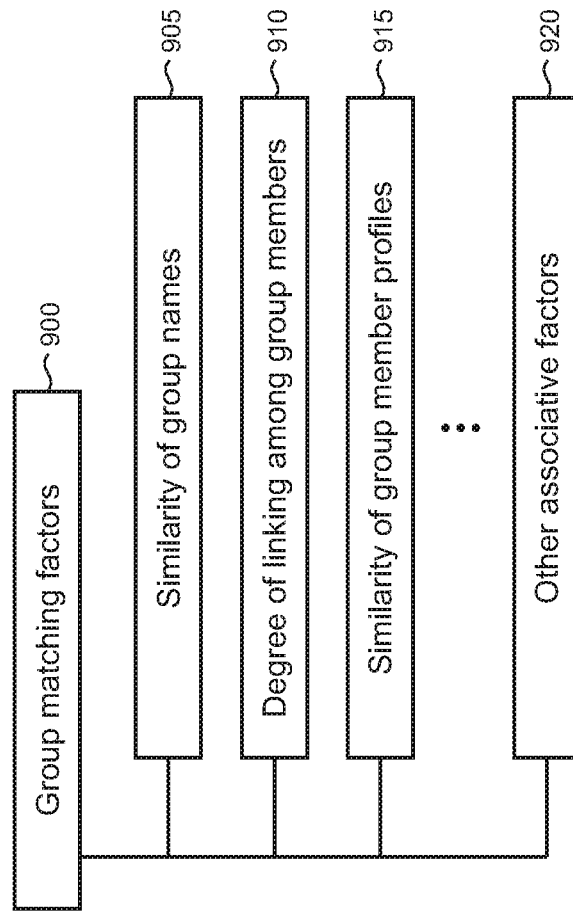 Group matching factors 900
Similarity of group names 905
Degree of linking among group members 910
Similarity of group member profiles 915
Other associative factors 920